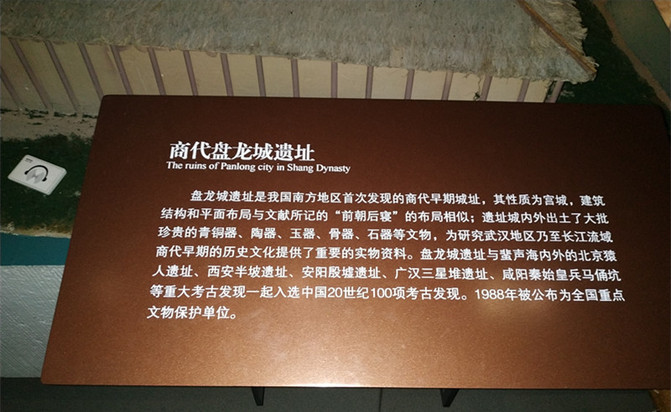 商代盘龙城遗址
The ruins of Panlong city in Shang Dynasty
盘龙城遗址是我国南方地区首次发现的商代早期城址，其性质为宫城，建筑
结构和平面布局与文献所记的“前朝后寝”的布局相似；遗址城内外出土了大批
珍贵的青铜器、陶器、玉器、骨器、石器等文物，为研究武汉地区乃至长江流域
商代早期的历史文化提供了重要的实物资料。盘龙城遗址与蜚声海内外的北京猿
人遗址、西安半坡遗址、安阳殷墟遗址、广汉三星堆遗址、咸阳秦始皇兵马俑坑
等重大考古发现一起入选中国20世纪100项考古发现。1988年被公布为全国重点
文物保护单位。